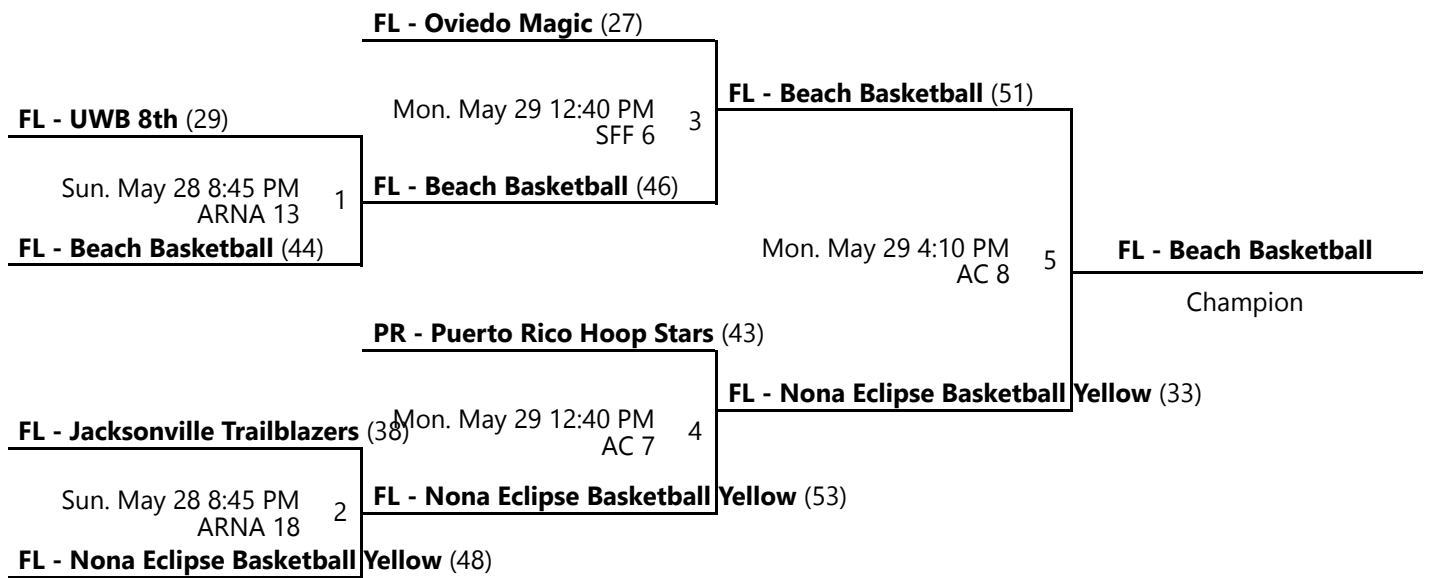 FL - Oviedo Magic (27)
FL - UWB 8th (29)
Mon. May 29 12:40 PM
SFF 6
3
FL - Beach Basketball (51)
Sun. May 28 8:45 PM
ARNA 13
1
FL - Beach Basketball (46)
FL - Beach Basketball (44)
Mon. May 29 4:10 PM
AC 8
5
FL - Beach Basketball
Champion
PR - Puerto Rico Hoop Stars (43)
FL - Jacksonville Trailblazers (38)
Mon. May 29 12:40 PM
AC 7
4
FL - Nona Eclipse Basketball Yellow (33)
Sun. May 28 8:45 PM
ARNA 18
2
FL - Nona Eclipse Basketball Yellow (53)
FL - Nona Eclipse Basketball Yellow (48)